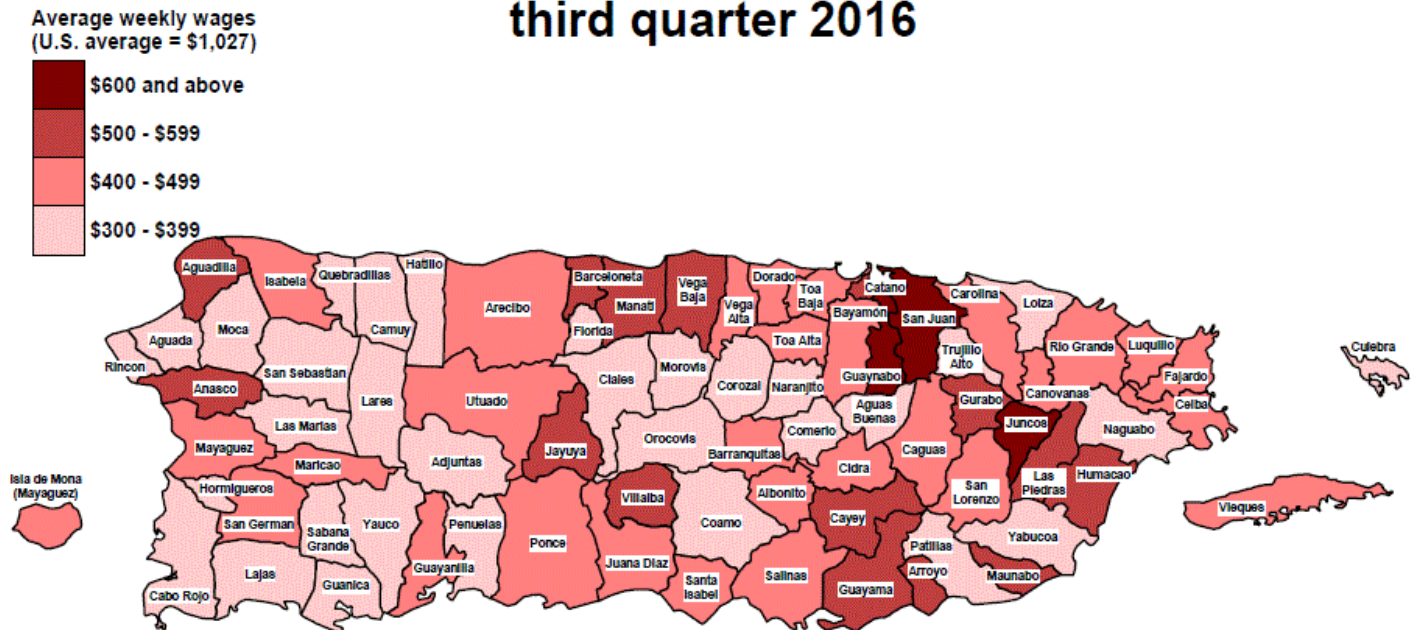 third quarter 2016
Average weekly wages
(U.S. average = $1,027)
$600 and above
$500 - $599
$400 - $499
$300 - $399
Aguadilla
Isabela
Quebradillas
Hatillo
Camuy
Arecibo
Barceloneta
Manati
Florida
Vega
Baja
Vega
Alta
Dorado
Toa
Baja
Toa Alta
Bayamón
Catano
San Juan
Guaynabo
Carolina
Trujillo
Alto
Loiza
Canovanas
Rio Grande
Luquillo
Fajardo
Ceiba
Culebra
Rincon
Aguada
Moca
San Sebastian
Lares
Anasco
Las Marias
Mayaguez
Maricao
Utuado
Adjuntas
Jayuya
Ciales
Morovis
Orocovis
Corozal
Naranjito
Barranquitas
Comerio
Aguas
Buenas
Cidra
Caguas
Gurabo
Juncos
San
Lorenzo
Las
Piedras
Humacao
Naguabo
Vieques
Isla de Mona
(Mayaguez)
Hormigueros
San German
Sabana
Grande
Yauco
Cabo Rojo
Lajas
Guanica
Guayanilla
Penuelas
Ponce
Juana Diaz
Villalba
Coamo
Santa
Isabel
Aibonito
Salinas
Cayey
Guayama
Patillas
Arroyo
Maunabo
Yabucoa